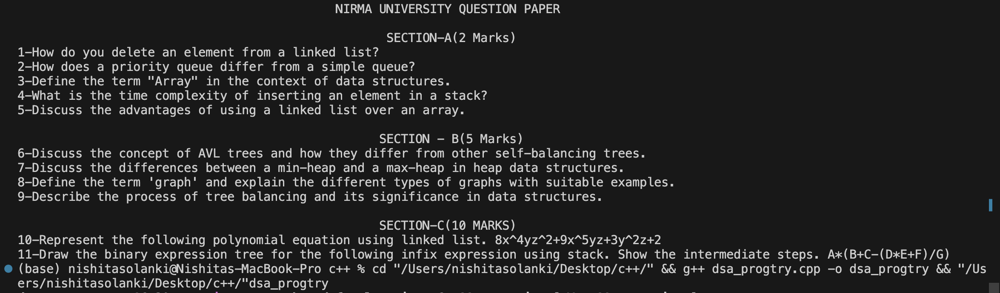 NIRMA UNIVERSITY QUESTION PAPER
SECTION-A(2 Marks)
1-How do you delete an element from a linked list?
2-How does a priority queue differ from a simple queue?
3-Define the term "Array" in the context of data structures.
4-What is the time complexity of inserting an element in a stack?
5-Discuss the advantages of using a linked list over an array.
SECTION - B(5 Marks)
6-Discuss the concept of AVL trees and how they differ from other self-balancing trees.
7-Discuss the differences between a min-heap and a max-heap in heap data structures.
8-Define the term 'graph' and explain the different types of graphs with suitable examples.
9-Describe the process of tree balancing and its significance in data structures.
SECTION-C(10 MARKS)
10-Represent the following polynomial equation using linked list. 8x^4yz^2+9x^5yz+3y^2z+2
11-Draw the binary expression tree for the following infix expression using stack. Show the intermediate steps. A*(B+C-(D*E+F)/G)
(base) nishitasolanki@Nishitas-MacBook-Pro c++ % cd "/Users/nishitasolanki/Desktop/c++/" && g++ dsa_progtry.cpp -o dsa_progtry && "/Us
ers/nishitasolanki/Desktop/c++/"dsa_progtry